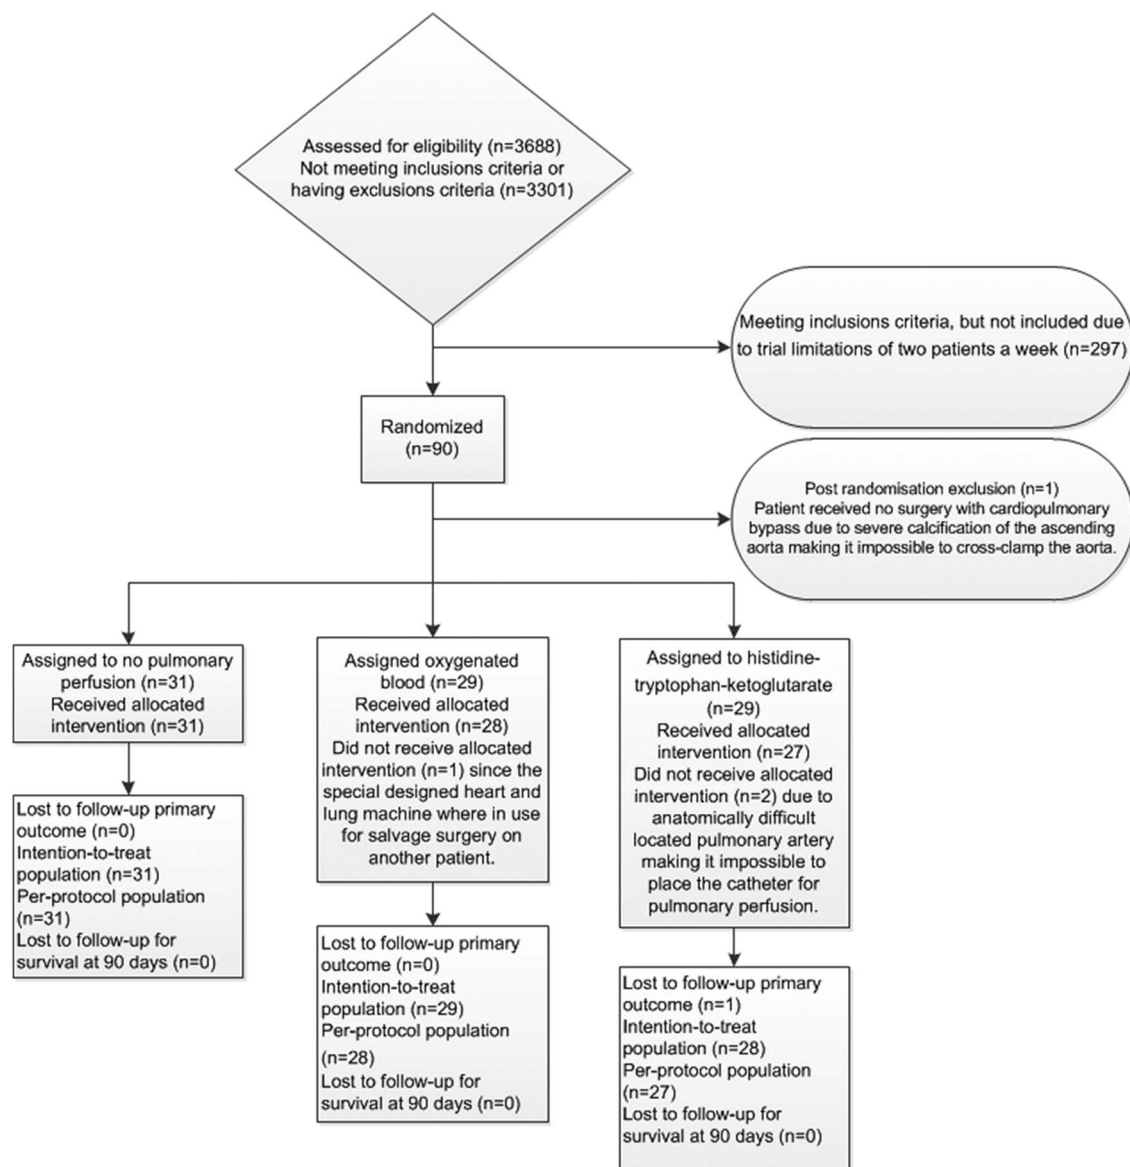 Assessed for eligibility (n=3688)
Not meeting inclusions criteria or
having exclusions criteria (n=3301)
Meeting inclusions criteria, but not included due
to trial limitations of two patients a week (n=297)
Randomized
(n=90)
Post randomisation exclusion (n=1)
Patient received no surgery with cardiopulmonary
bypass due to severe calcification of the ascending
aorta making it impossible to cross-clamp the aorta.
Assigned to no pulmonary
perfusion (n=31)
Received allocated
intervention (n=31)
Assigned oxygenated
blood (n=29)
Received allocated
intervention (n=28)
Did not receive allocated
intervention (n=1) since the
special designed heart and
lung machine where in use
for salvage surgery on
another patient.
Assigned to histidine-
tryptophan-ketoglutarate
(n=29)
Received allocated
intervention (n=27)
Did not receive allocated
intervention (n=2) due to
anatomically difficult
located pulmonary artery
making it impossible to
place the catheter for
pulmonary perfusion.
Lost to follow-up primary
outcome (n=0)
Intention-to-treat
population (n=31)
Per-protocol population
(n=31)
Lost to follow-up for
survival at 90 days (n=0)
Lost to follow-up primary
outcome (n=0)
Intention-to-treat
population (n=29)
Per-protocol population
(n=28)
Lost to follow-up for
survival at 90 days (n=0)
Lost to follow-up primary
outcome (n=1)
Intention-to-treat
population (n=28)
Per-protocol population
(n=27)
Lost to follow-up for
survival at 90 days (n=0)